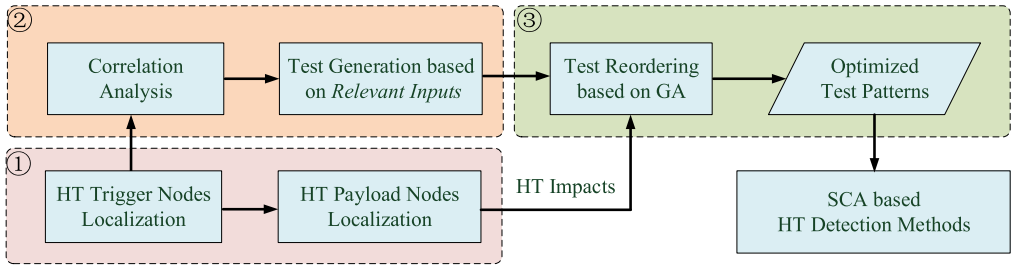 ②
Correlation
Analysis
Test Generation based
on Relevant Inputs
③
Test Reordering
based on GA
Optimized
Test Patterns
①
HT Trigger Nodes
Localization
HT Payload Nodes
Localization
HT Impacts
SCA based
HT Detection Methods